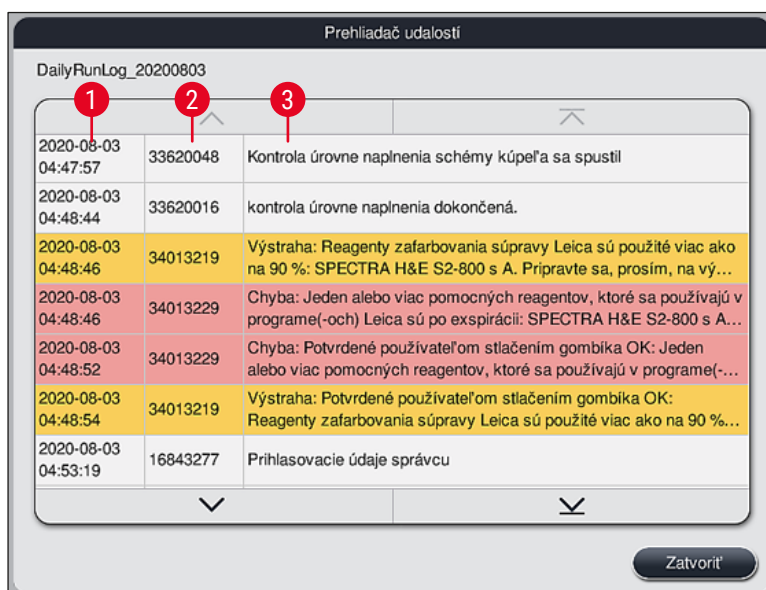 Prehliadač udalostí
DailyRunLog_20200803
1 2 3
2020-08-03
04:47:57
33620048
Kontrola úrovne naplnenia schémy kúpeľa sa spustil
2020-08-03
04:48:44
33620016
kontrola úrovne naplnenia dokončená.
2020-08-03
04:48:46
34013219
Výstraha: Reagenty zafarbovania súpravy Leica sú použité viac ako
na 90 %: SPECTRA H&E S2-800 s A. Pripravte sa, prosím, na vý…
2020-08-03
04:48:46
34013229
Chyba: Jeden alebo viac pomocných reagentov, ktoré sa používajú v
programe(-och) Leica sú po exspirácii: SPECTRA H&E S2-800 s A…
2020-08-03
04:48:52
34013229
Chyba: Potvrdené používateľom stlačením gombíka OK: Jeden
alebo viac pomocných reagentov, ktoré sa používajú v programe(-…
2020-08-03
04:48:54
34013219
Výstraha: Potvrdené používateľom stlačením gombíka OK:
Reagenty zafarbovania súpravy Leica sú použité viac ako na 90 %…
2020-08-03
04:53:19
16843277
Prihlasovacie údaje správcu
Zatvoriť